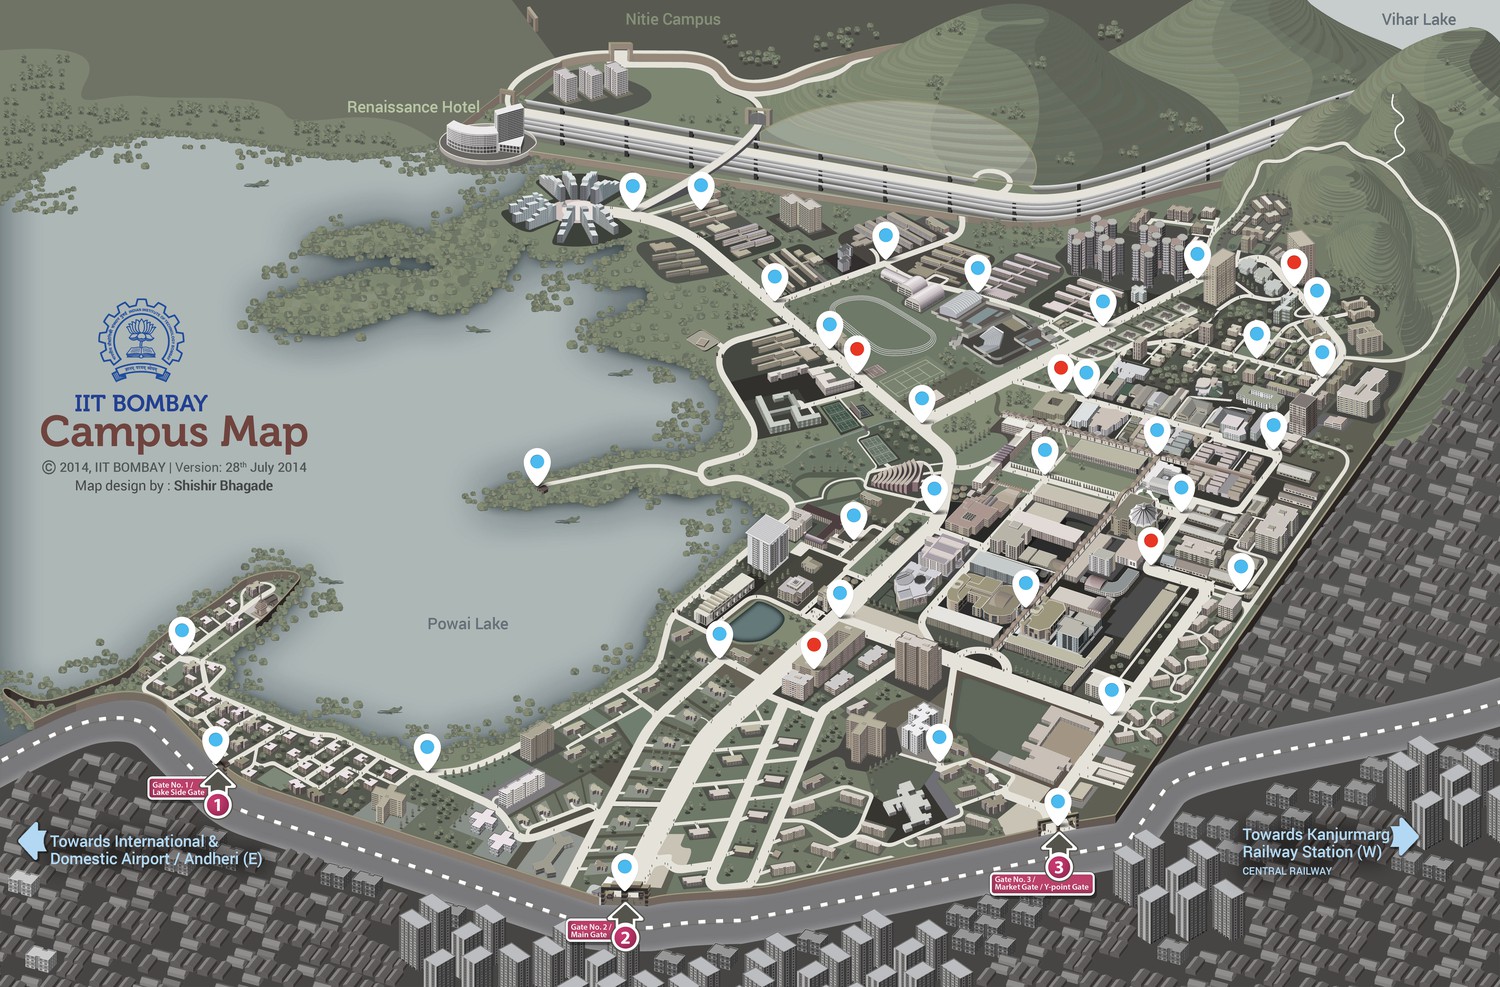 Nitie Campus
Vihar Lake
Renaissance Hotel
IIT BOMBAY
Campus Map
© 2014, IIT BOMBAY | Version: 28th July 2014
Map design by : Shishir Bhagade
Powai Lake
Gate No. 1 /
Lake Side Gate
1
Towards International &
Domestic Airport / Andheri (E)
Gate No. 2 /
Main Gate
2
Gate No. 3 /
Market Gate / Y-point Gate
3
Towards Kanjurmarg
Railway Station (W)
CENTRAL RAILWAY